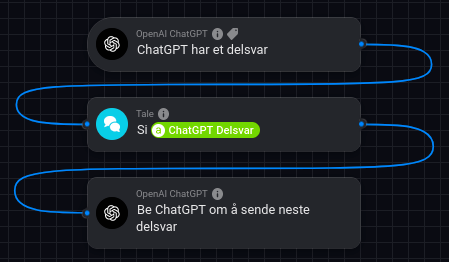 OpenAI ChatGPT
ChatGPT har et delsvar
Tale
Si ChatGPT Delsvar
OpenAI ChatGPT
Be ChatGPT om å sende neste
delsvar